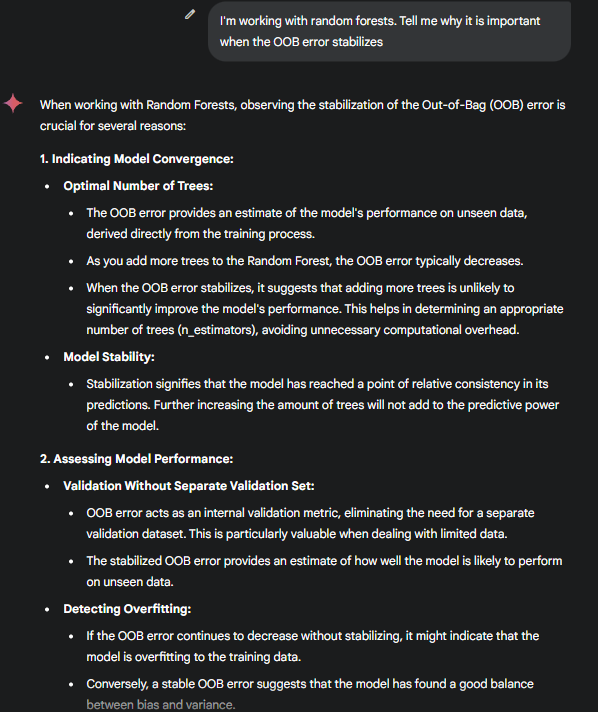 I'm working with random forests. Tell me why it is important
when the OOB error stabilizes
When working with Random Forests, observing the stabilization of the Out-of-Bag (OOB) error is
crucial for several reasons:
1. Indicating Model Convergence:
• Optimal Number of Trees:
• The OOB error provides an estimate of the model's performance on unseen data,
derived directly from the training process.
• As you add more trees to the Random Forest, the OOB error typically decreases.
• When the OOB error stabilizes, it suggests that adding more trees is unlikely to
significantly improve the model's performance. This helps in determining an appropriate
number of trees (n_estimators), avoiding unnecessary computational overhead.
• Model Stability:
• Stabilization signifies that the model has reached a point of relative consistency in its
predictions. Further increasing the amount of trees will not add to the predictive power
of the model.
2. Assessing Model Performance:
• Validation Without Separate Validation Set:
• OOB error acts as an internal validation metric, eliminating the need for a separate
validation dataset. This is particularly valuable when dealing with limited data.
• The stabilized OOB error provides an estimate of how well the model is likely to perform
on unseen data.
• Detecting Overfitting:
• If the OOB error continues to decrease without stabilizing, it might indicate that the
model is overfitting to the training data.
• Conversely, a stable OOB error suggests that the model has found a good balance
between bias and variance.